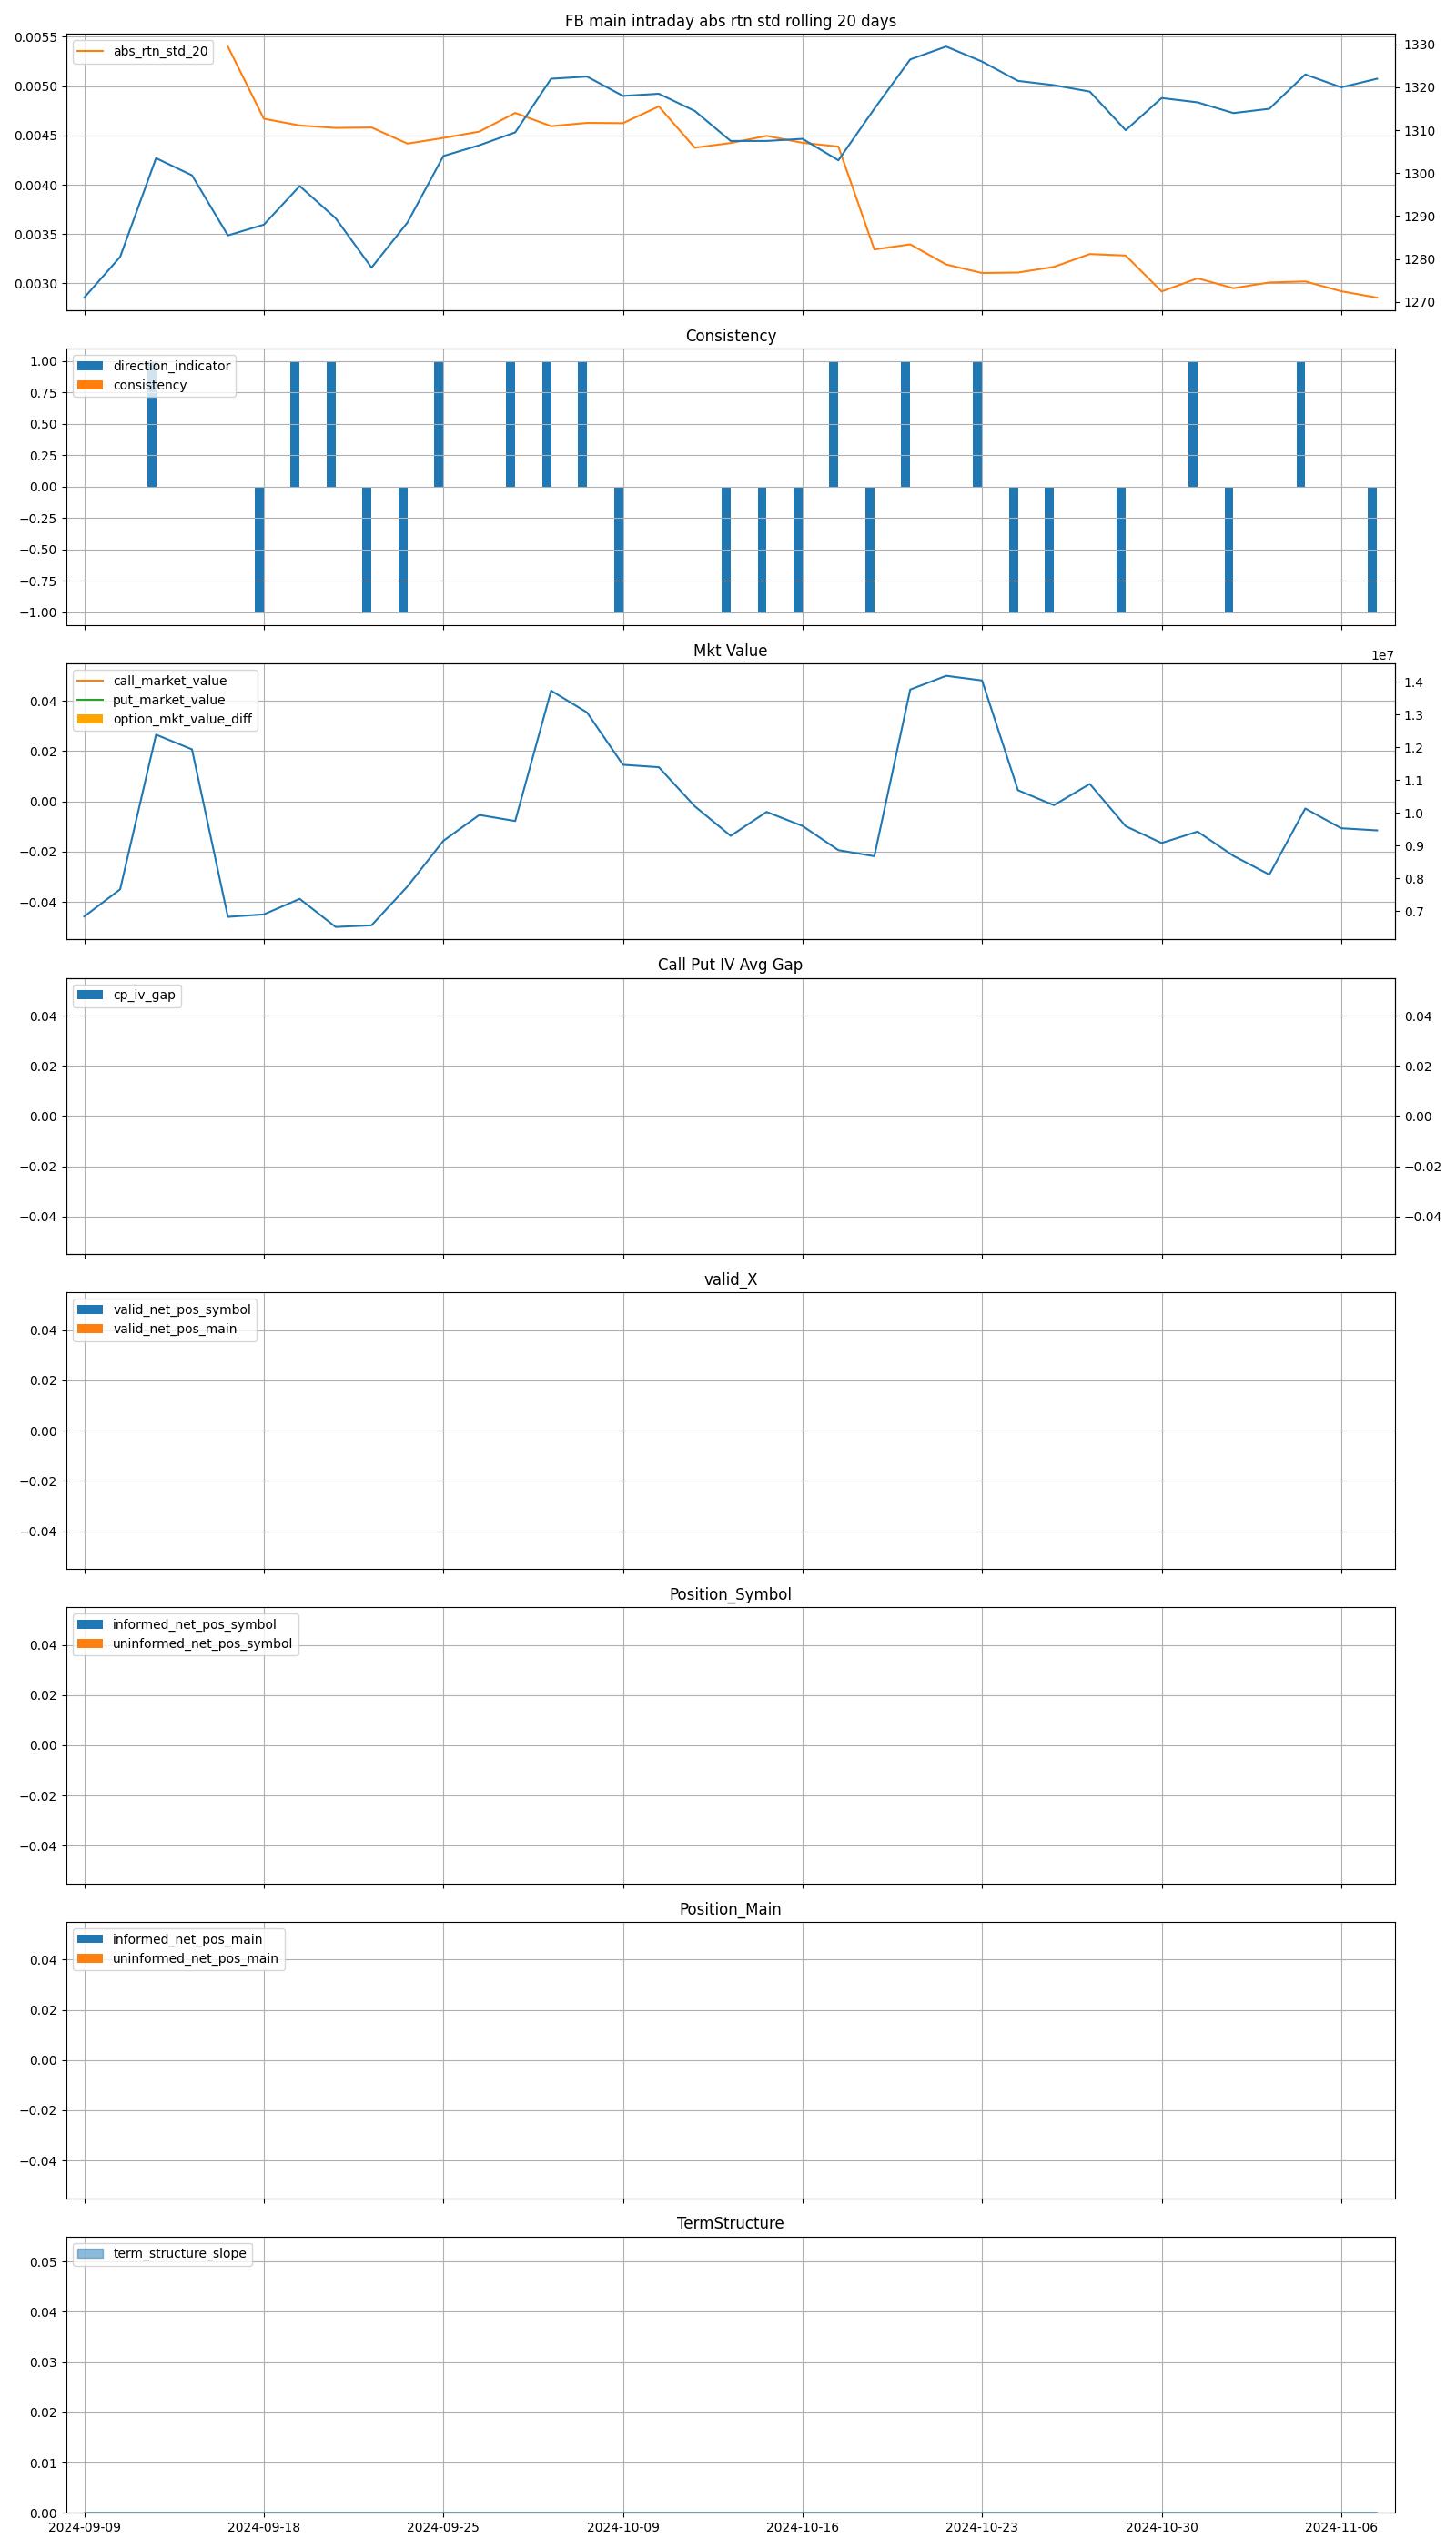 FB main intraday abs rtn std rolling 20 days
abs_rtn_std_20
0.0055
0.0050
0.0045
0.0040
0.0035
0.0030
1330
1320
1310
1300
1290
1280
1270
Consistency
direction_indicator
consistency
1.00
0.75
0.50
0.25
0.00
−0.25
−0.50
−0.75
−1.00
Mkt Value
1e7
call_market_value
put_market_value
option_mkt_value_diff
0.04
0.02
0.00
−0.02
−0.04
1.4
1.3
1.2
1.1
1.0
0.9
0.8
0.7
Call Put IV Avg Gap
cp_iv_gap
0.04
0.02
0.00
−0.02
−0.04
0.04
0.02
0.00
−0.02
−0.04
valid_X
valid_net_pos_symbol
valid_net_pos_main
0.04
0.02
0.00
−0.02
−0.04
Position_Symbol
informed_net_pos_symbol
uninformed_net_pos_symbol
0.04
0.02
0.00
−0.02
−0.04
Position_Main
informed_net_pos_main
uninformed_net_pos_main
0.04
0.02
0.00
−0.02
−0.04
TermStructure
term_structure_slope
0.05
0.04
0.03
0.02
0.01
0.00
2024-09-09 2024-09-18 2024-09-25 2024-10-09 2024-10-16 2024-10-23 2024-10-30 2024-11-06